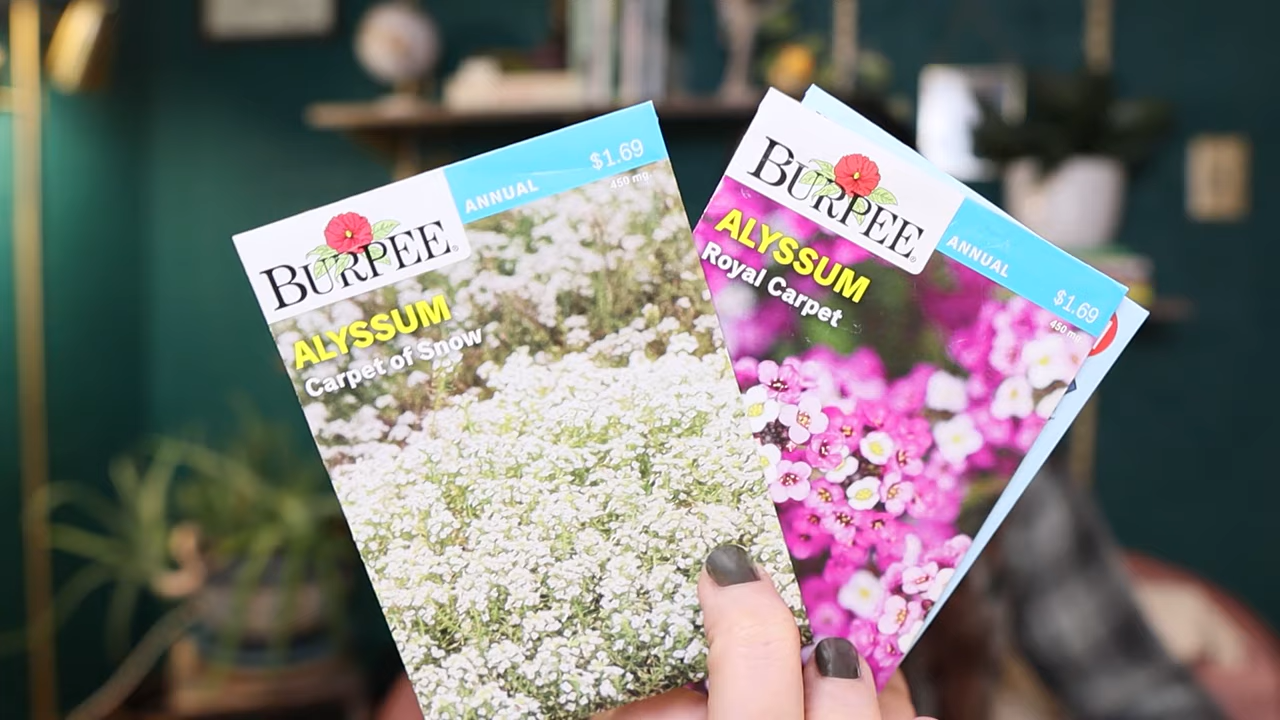 BURPEE®
ANNUAL
$1.69
450 mg.
ALYSSUM
Carpet of Snow
BURPEE®
ANNUAL
$1.69
450 mg.
ALYSSUM
Royal Carpet